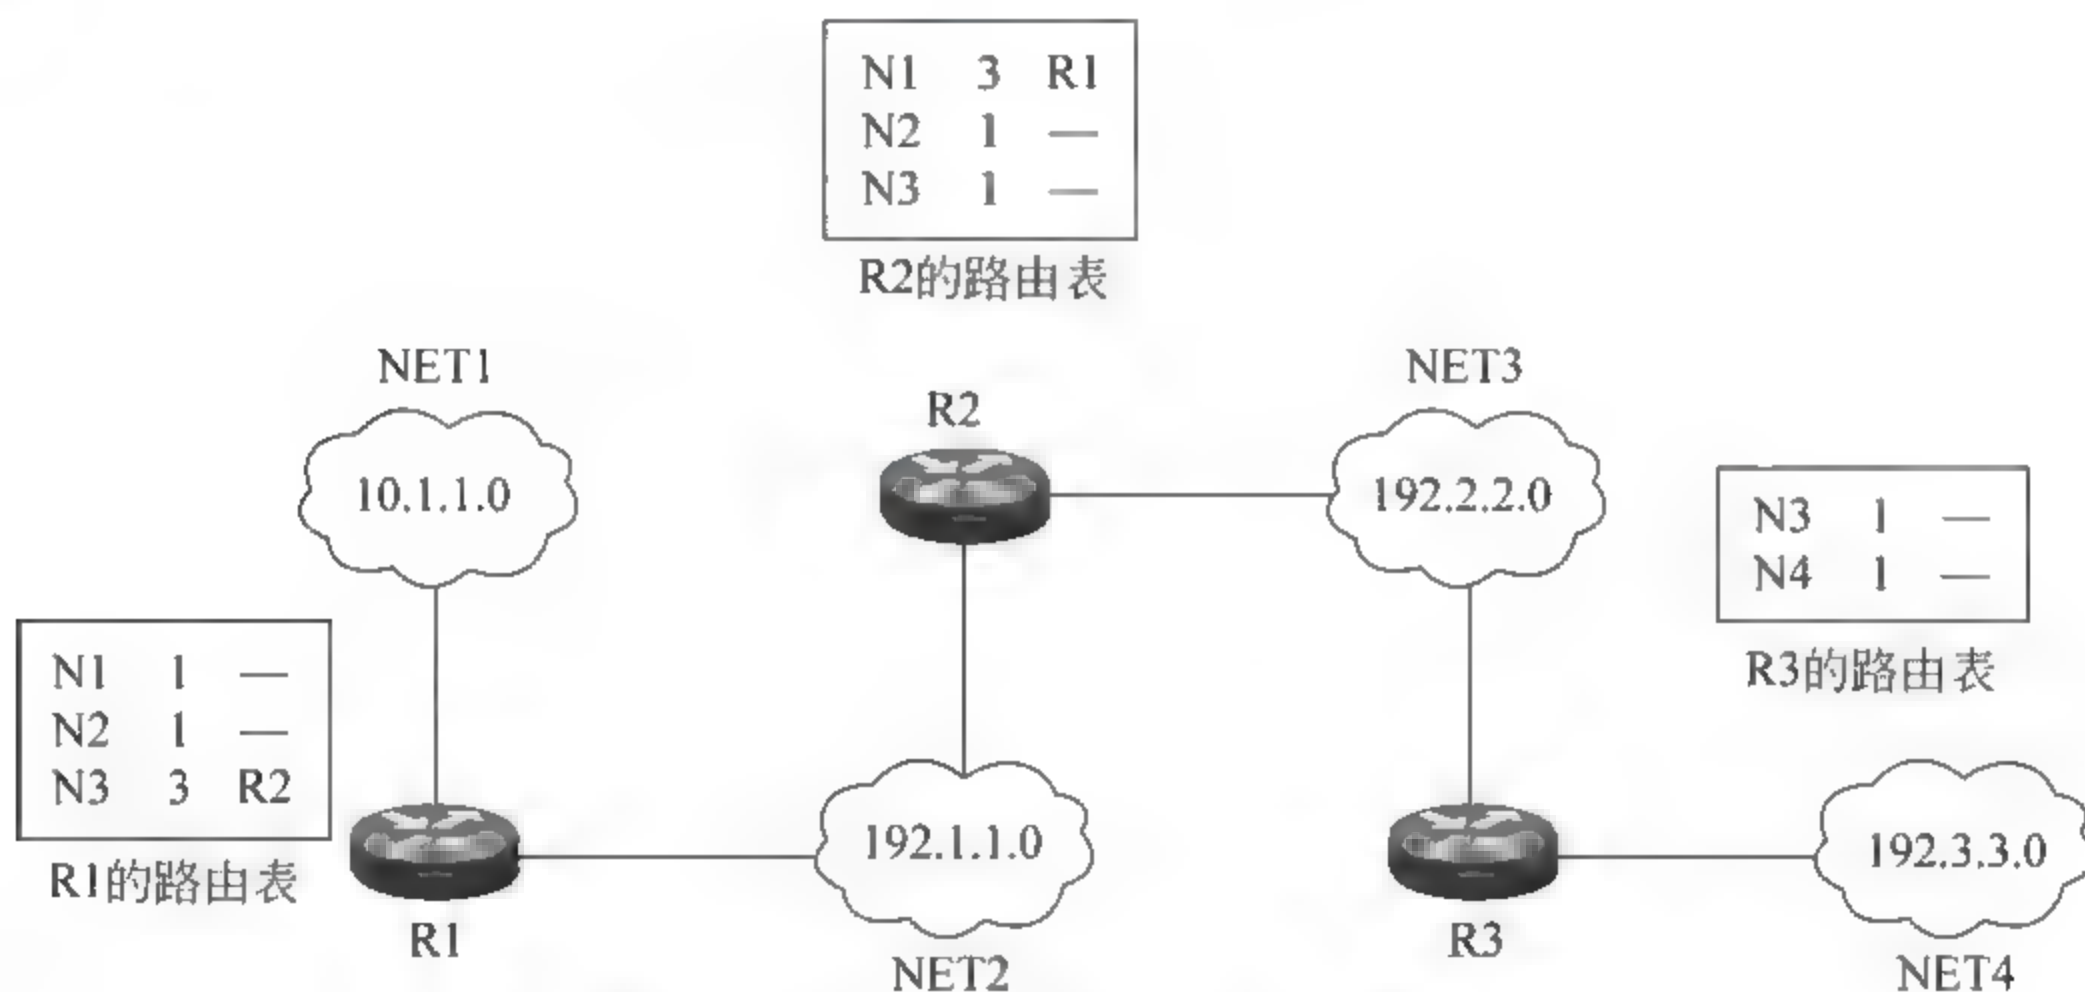 N1 3 R1
N2 1 —
N3 1 —
R2的路由表
NET1
10.1.1.0
R2
NET3
192.2.2.0
N3 1 —
N4 1 —
R3的路由表
N1 1 —
N2 1 —
N3 3 R2
R1的路由表
R1
192.1.1.0
NET2
R3
192.3.3.0
NET4